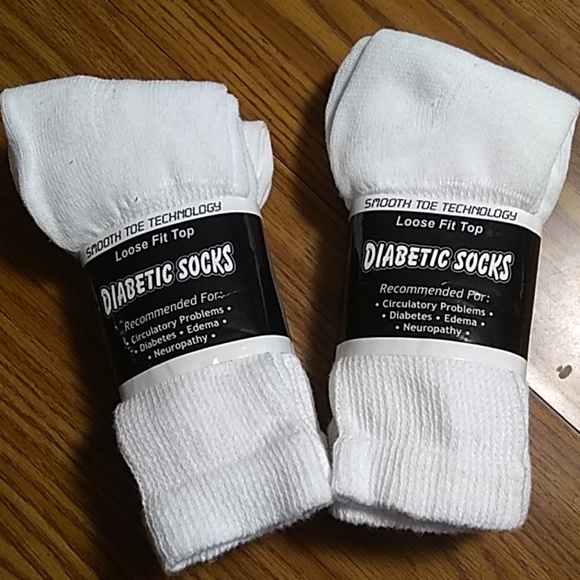 SMOOTH TOE TECHNOLOGY
Loose Fit Top
DIABETIC SOCKS
Recommended For:
• Circulatory Problems •
• Diabetes • Edema •
• Neuropathy •
SMOOTH TOE TECHNOLOGY
Loose Fit Top
DIABETIC SOCKS
Recommended For:
• Circulatory Problems •
• Diabetes • Edema •
• Neuropathy •